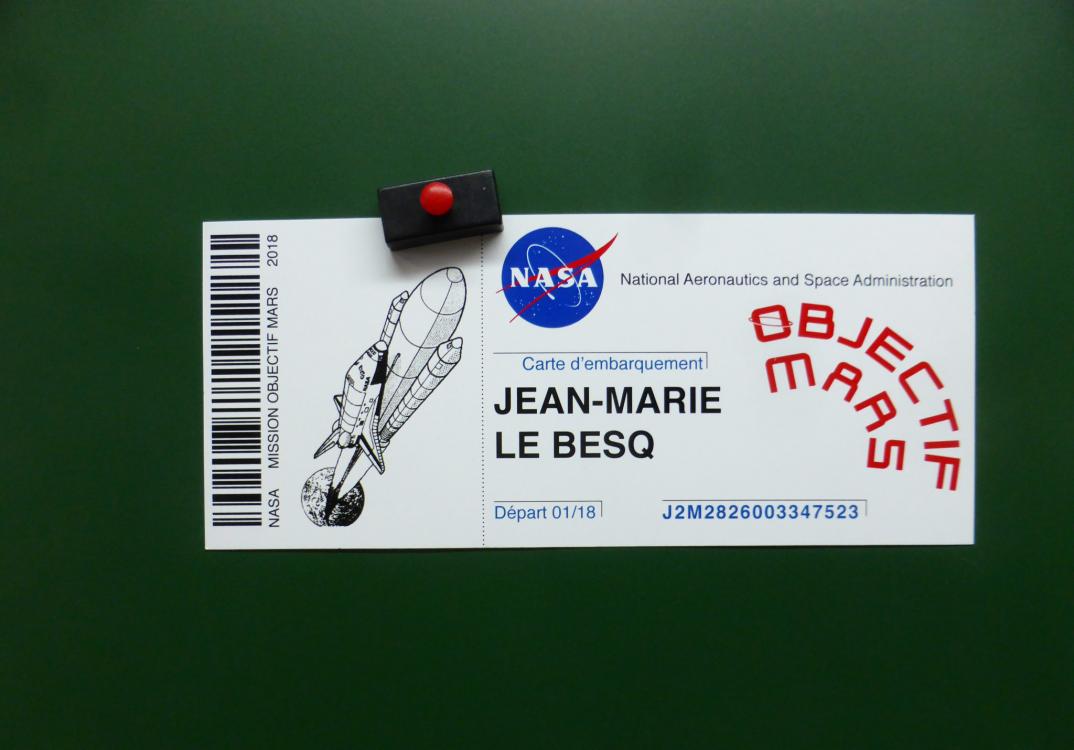 NASA MISSION OBJECTIF MARS 2018
NASA
National Aeronautics and Space Administration
OBJECTIF
MARS
Carte d'embarquement
JEAN-MARIE
LE BESQ
Départ 01/18
J2M2826003347523